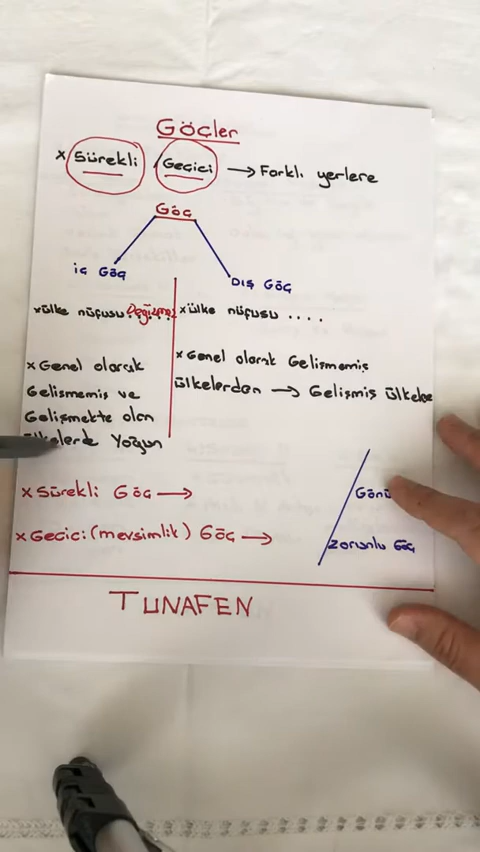 Göçler
x Sürekli / Geçici → Farklı yerlere
Göç
iç Göç
Dış Göç
x ülke nüfusu Değişmez
x ülke nüfusu ....
x Genel olarak
Gelişmemiş ve
Gelişmekte olan
ülkelerde Yoğun
x Genel olarak Gelişmemiş
ülkelerden → Gelişmiş ülkelere
x Sürekli Göç →
x Geçici (mevsimlik) Göç →
Zorunlu Göç
TUNAFEN